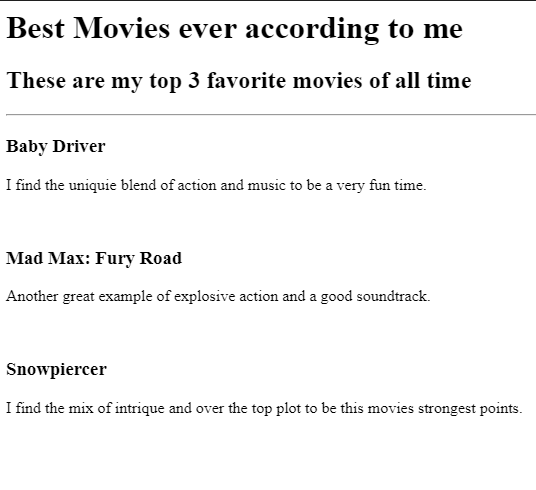 Best Movies ever according to me
These are my top 3 favorite movies of all time
Baby Driver
I find the uniquie blend of action and music to be a very fun time.
Mad Max: Fury Road
Another great example of explosive action and a good soundtrack.
Snowpiercer
I find the mix of intrique and over the top plot to be this movies strongest points.